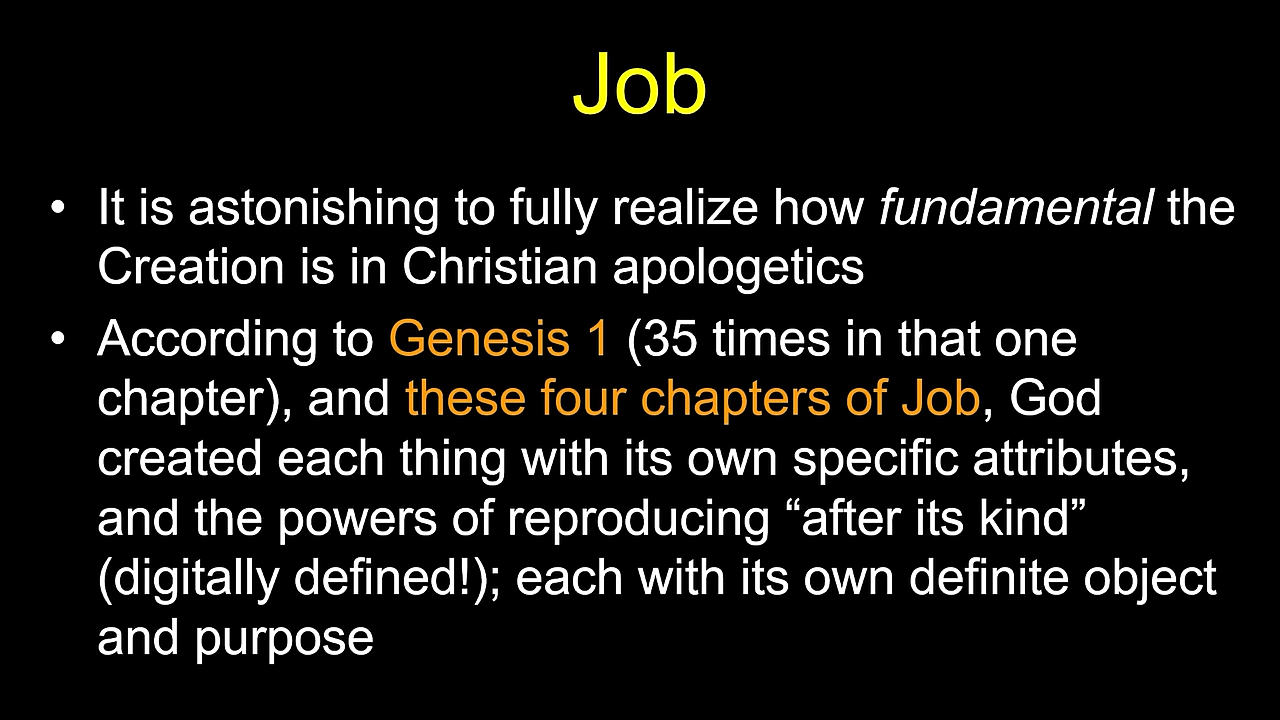 Job
• It is astonishing to fully realize how fundamental the
Creation is in Christian apologetics
• According to Genesis 1 (35 times in that one
chapter), and these four chapters of Job, God
created each thing with its own specific attributes,
and the powers of reproducing “after its kind”
(digitally defined!); each with its own definite object
and purpose